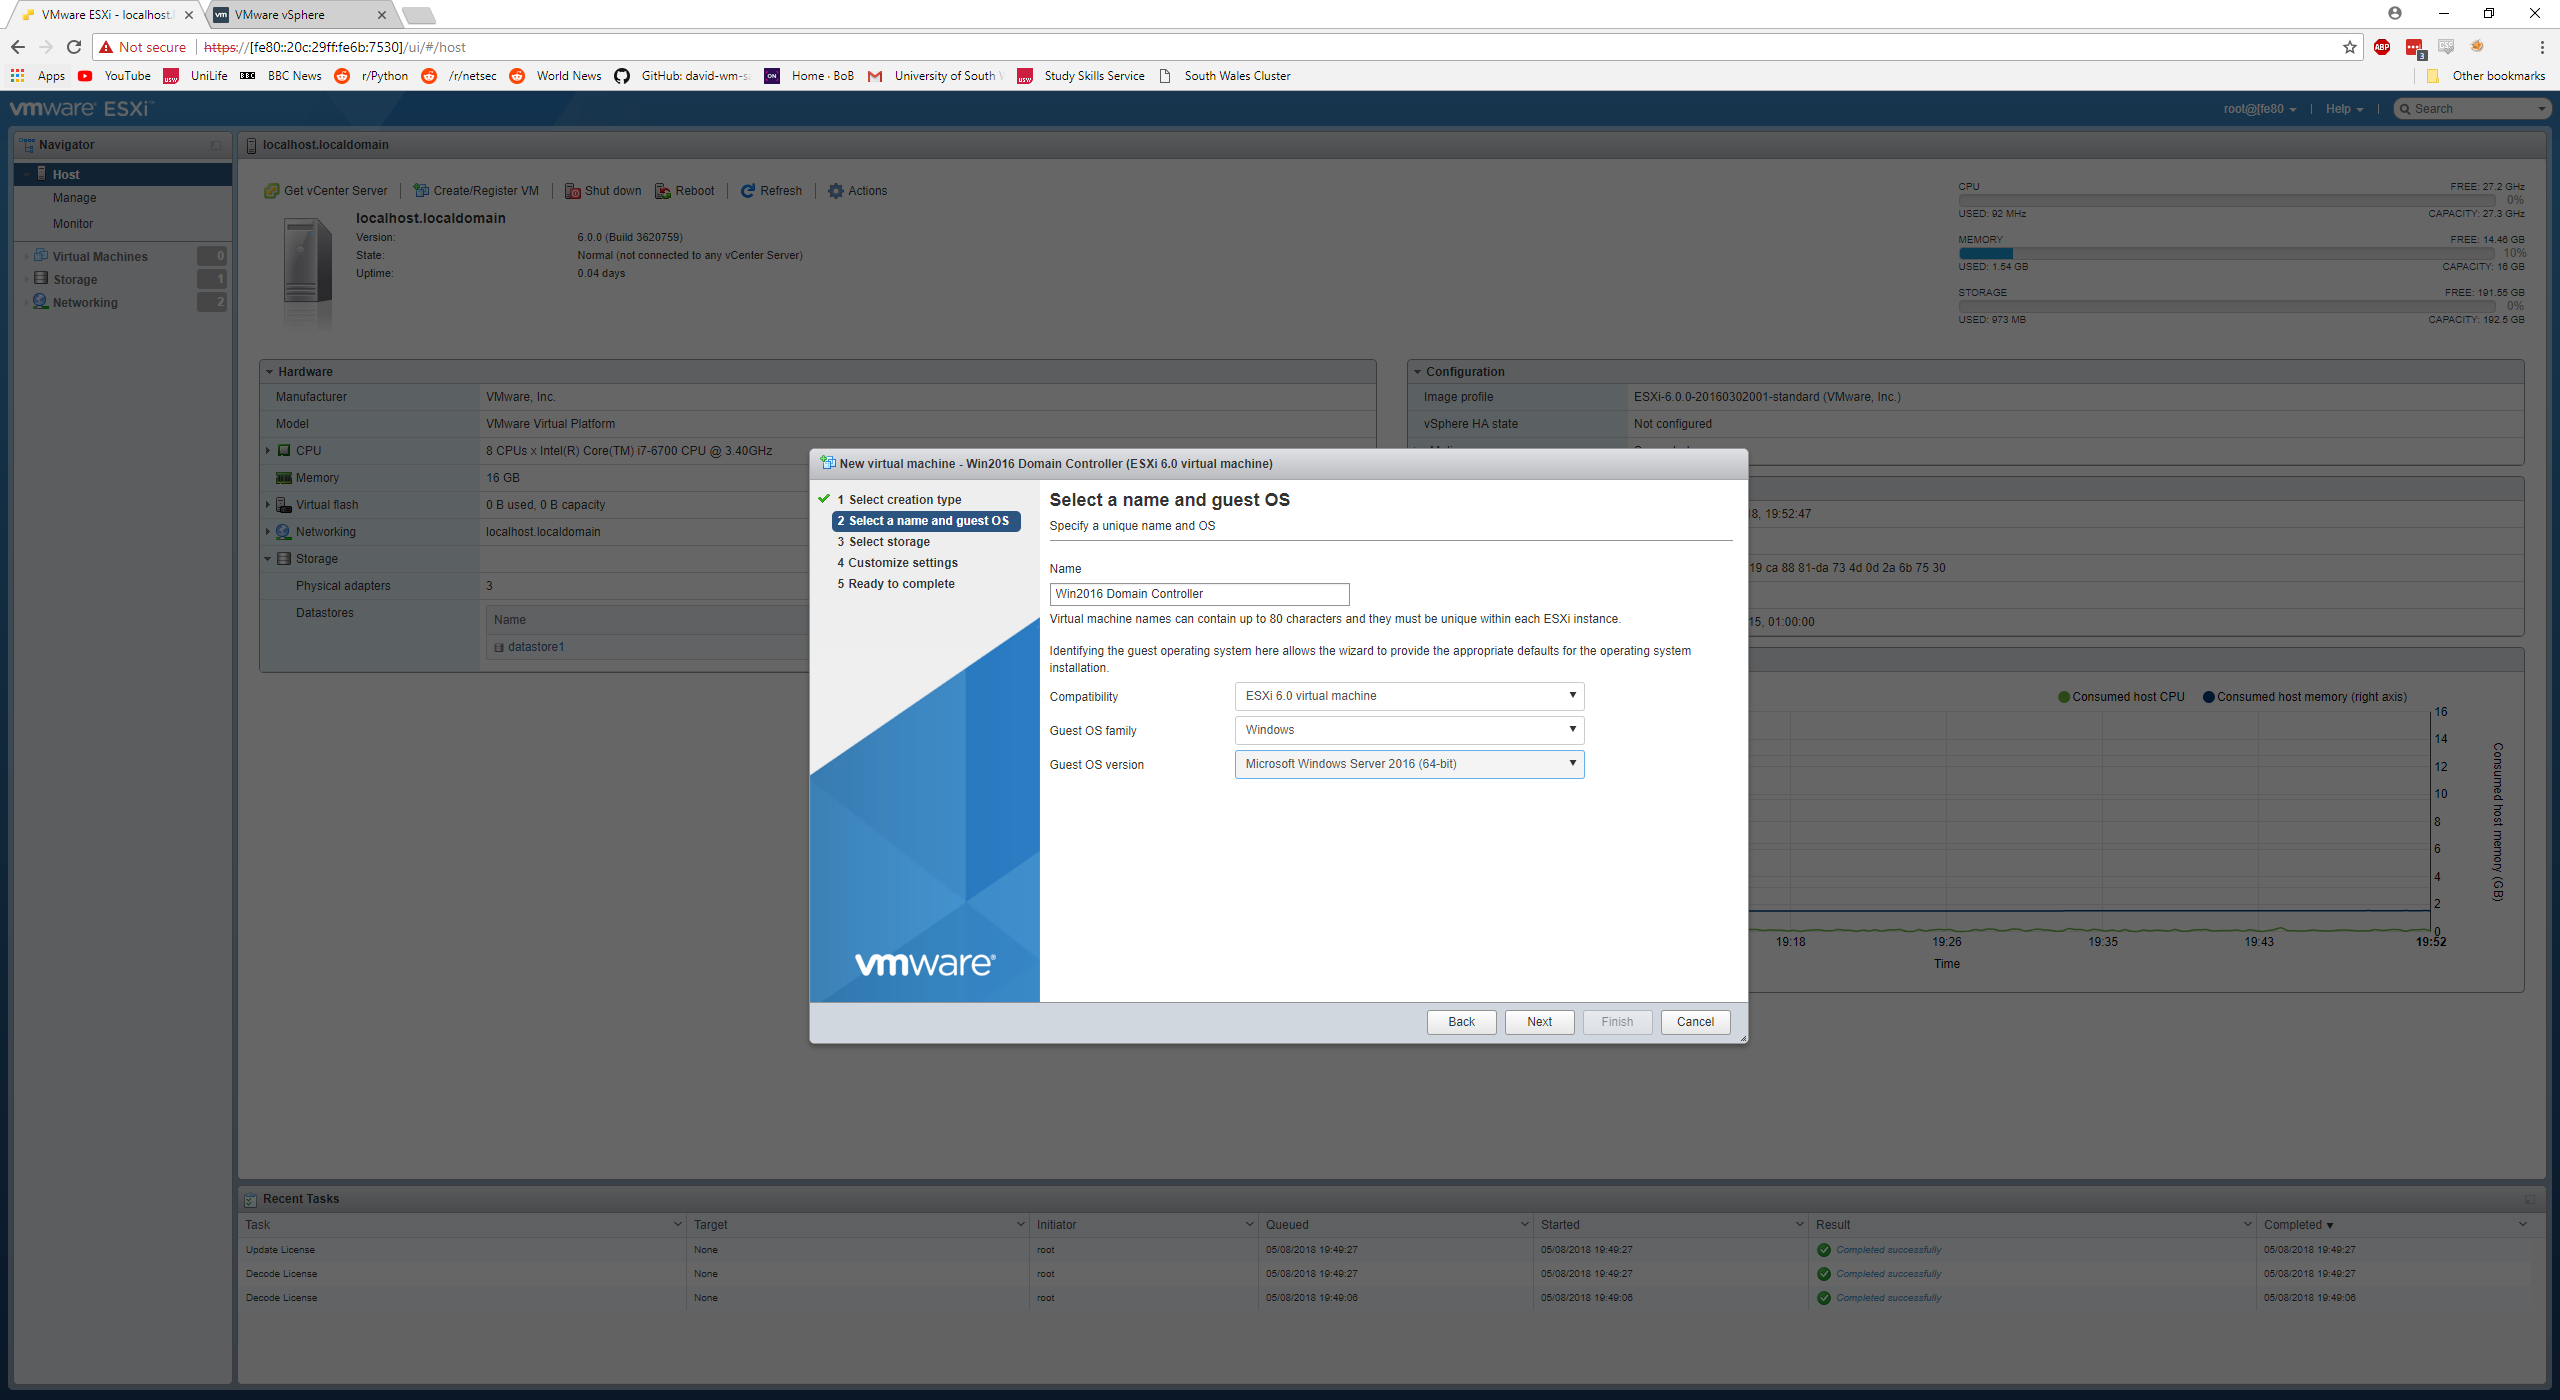 VMware ESXi - localhost.l
VMware vSphere
Not secure https://[fe80::20c:29ff:fe6b:7530]/ui/#/host
Apps YouTube UniLife BBC News r/Python /r/netsec World News GitHub: david-wm-sa Home · BoB University of South W Study Skills Service South Wales Cluster Other bookmarks
vmware ESXi
root@[fe80 Help Search
Navigator
Host
Manage
Monitor
Virtual Machines 0
Storage 1
Networking 2
localhost.localdomain
Get vCenter Server Create/Register VM Shut down Reboot Refresh Actions
localhost.localdomain
Version: 6.0.0 (Build 3620759)
State: Normal (not connected to any vCenter Server)
Uptime: 0.04 days
CPU FREE: 27.2 GHz
0%
USED: 92 MHz CAPACITY: 27.3 GHz
MEMORY FREE: 14.46 GB
10%
USED: 1.54 GB CAPACITY: 16 GB
STORAGE FREE: 191.55 GB
0%
USED: 973 MB CAPACITY: 192.5 GB
Hardware
Manufacturer VMware, Inc.
Model VMware Virtual Platform
CPU 8 CPUs x Intel(R) Core(TM) i7-6700 CPU @ 3.40GHz
Memory 16 GB
Virtual flash 0 B used, 0 B capacity
Networking localhost.localdomain
Storage
Physical adapters 3
Datastores Name
datastore1
Configuration
Image profile ESXi-6.0.0-20160302001-standard (VMware, Inc.)
vSphere HA state Not configured
8, 19:52:47
19 ca 88 81-da 73 4d 0d 2a 6b 75 30
15, 01:00:00
Consumed host CPU Consumed host memory (right axis)
16
14
12
10
8
6
4
2
0
Consumed host memory (GB)
19:18 19:26 19:35 19:43 19:52
Time
New virtual machine - Win2016 Domain Controller (ESXi 6.0 virtual machine)
1 Select creation type
2 Select a name and guest OS
3 Select storage
4 Customize settings
5 Ready to complete
vmware
Select a name and guest OS
Specify a unique name and OS
Name
Win2016 Domain Controller
Virtual machine names can contain up to 80 characters and they must be unique within each ESXi instance.
Identifying the guest operating system here allows the wizard to provide the appropriate defaults for the operating system
installation.
Compatibility ESXi 6.0 virtual machine
Guest OS family Windows
Guest OS version Microsoft Windows Server 2016 (64-bit)
Back Next Finish Cancel
Recent Tasks
Task Target Initiator Queued Started Result Completed
Update License None root 05/08/2018 19:49:27 05/08/2018 19:49:27 Completed successfully 05/08/2018 19:49:27
Decode License None root 05/08/2018 19:49:27 05/08/2018 19:49:27 Completed successfully 05/08/2018 19:49:27
Decode License None root 05/08/2018 19:49:06 05/08/2018 19:49:06 Completed successfully 05/08/2018 19:49:06